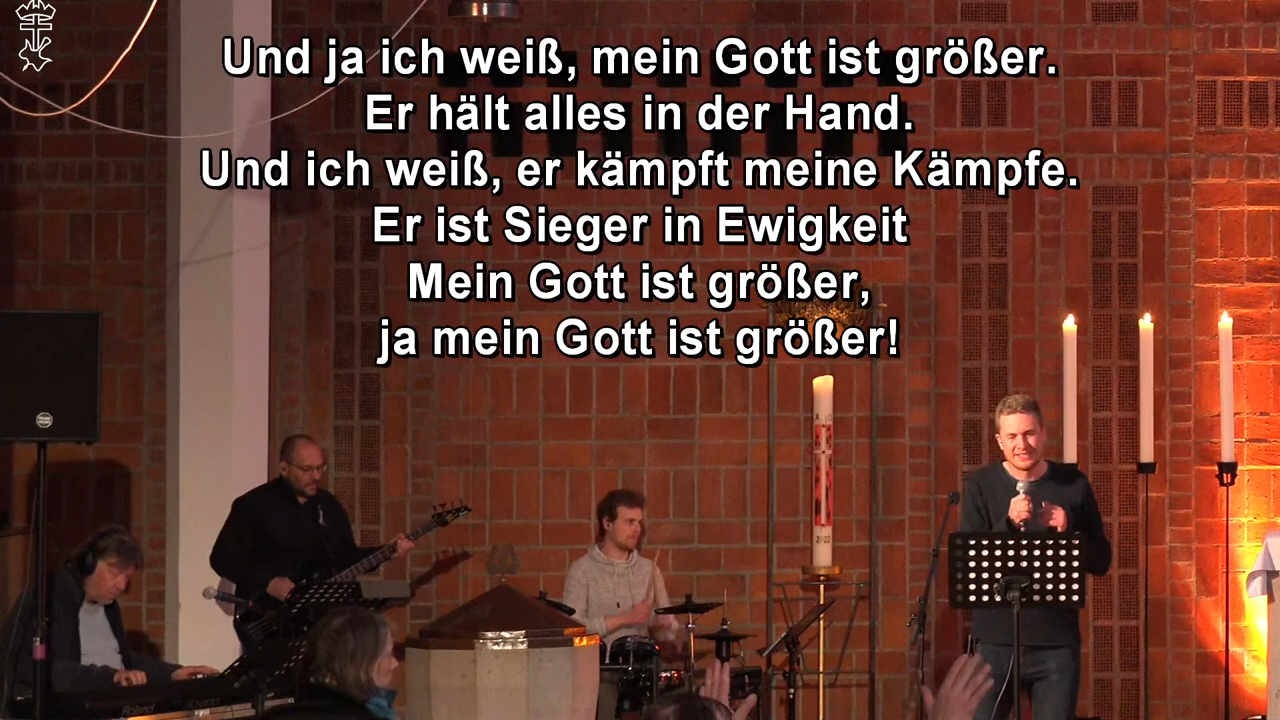 Und ja ich weiß, mein Gott ist größer.
Er hält alles in der Hand.
Und ich weiß, er kämpft meine Kämpfe.
Er ist Sieger in Ewigkeit
Mein Gott ist größer,
ja mein Gott ist größer!
Roland